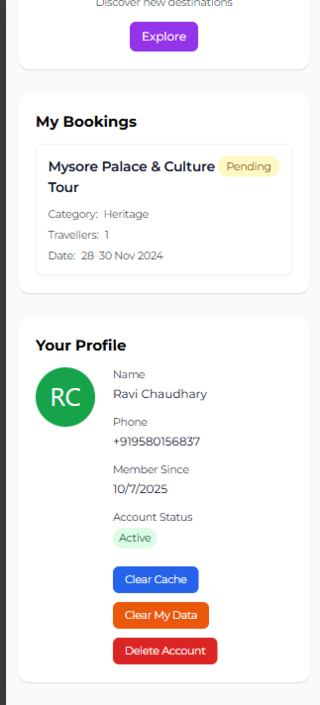 Discover new destinations
Explore
My Bookings
Mysore Palace & Culture Tour
Pending
Category: Heritage
Travellers: 1
Date: 28-30 Nov 2024
Your Profile
RC
Name
Ravi Chaudhary
Phone
+919580156837
Member Since
10/7/2025
Account Status
Active
Clear Cache
Clear My Data
Delete Account